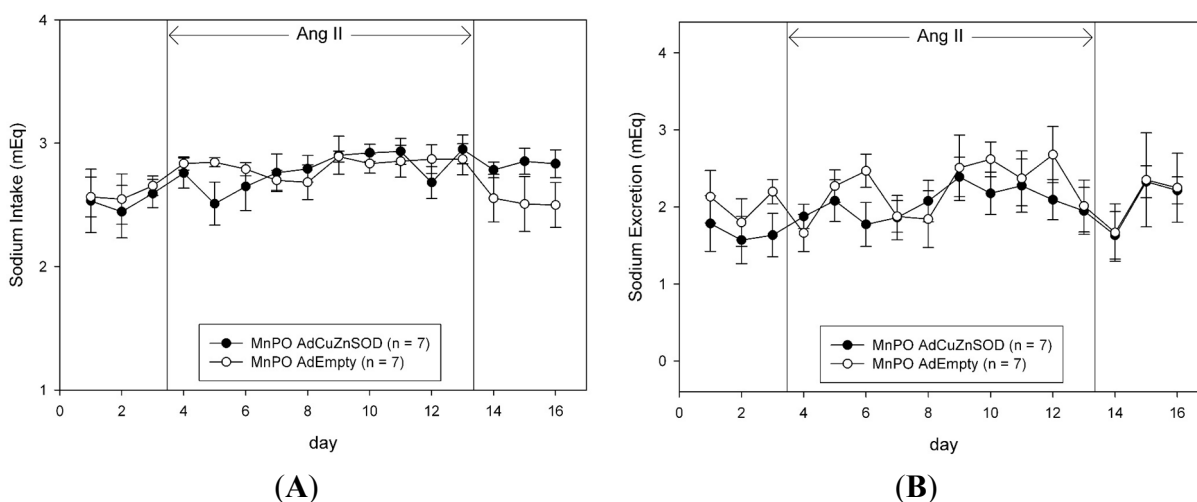 Ang II
Sodium Intake (mEq)
4
3
2
1
MnPO AdCuZnSOD (n = 7)
MnPO AdEmpty (n = 7)
0 2 4 6 8 10 12 14 16
day
(A)
Ang II
Sodium Excretion (mEq)
4
3
2
1
0
MnPO AdCuZnSOD (n = 7)
MnPO AdEmpty (n = 7)
0 2 4 6 8 10 12 14 16
day
(B)